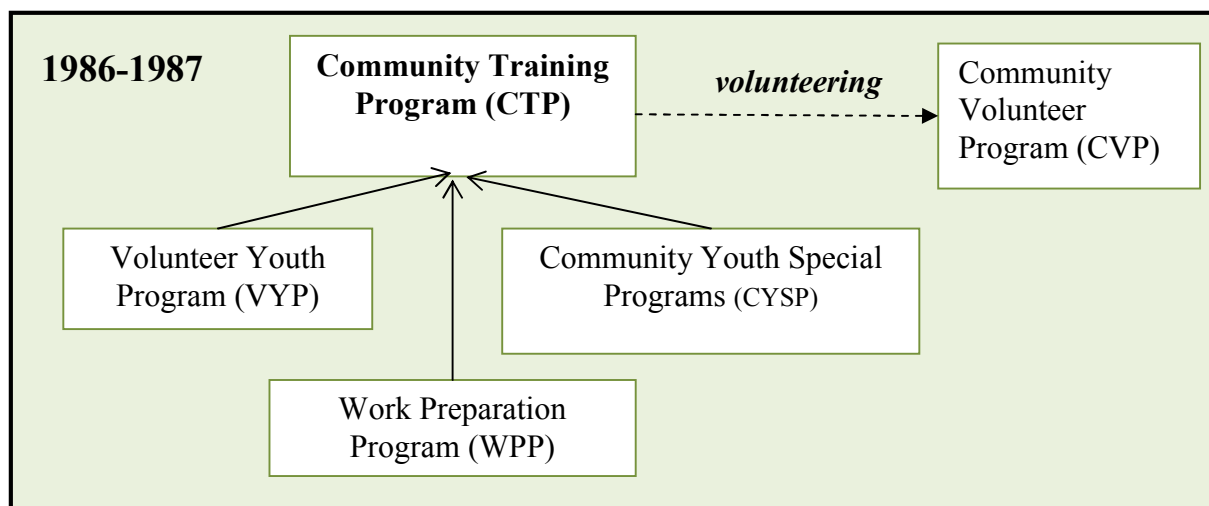 1986-1987
Community Training
Program (CTP)
volunteering
Community
Volunteer
Program (CVP)
Volunteer Youth
Program (VYP)
Community Youth Special
Programs (CYSP)
Work Preparation
Program (WPP)